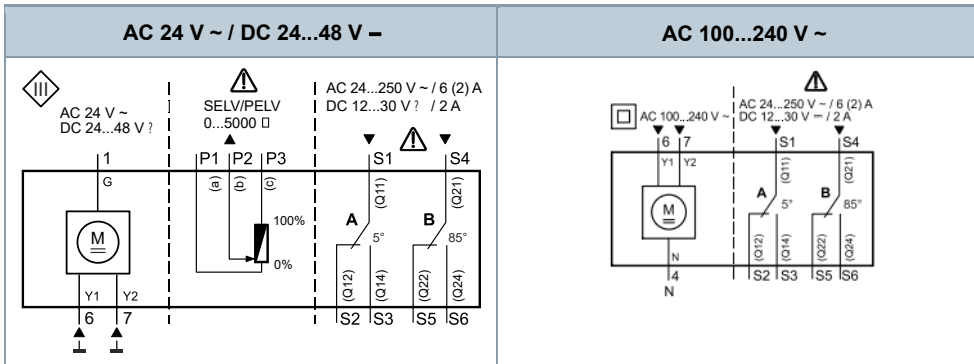 AC 24 V ~ / DC 24...48 V ⎓
AC 100...240 V ~
III
AC 24 V ~
DC 24...48 V ?
SELV/PELV
0...5000 □
AC 24...250 V ~ / 6 (2) A
DC 12...30 V ? / 2 A
1 P1 P2 P3 S1 S4
G (a) (b) (c) (Q11) (Q21)
M
100%
0%
A 5° B 85°
(Q12) (Q14) (Q22) (Q24)
Y1 Y2
6 7 S2 S3 S5 S6
AC 100...240 V ~
AC 24...250 V ~ / 6 (2) A
DC 12...30 V ⎓ / 2 A
6 7 S1 S4
Y1 Y2 (Q11) (Q21)
M
A 5° B 85°
(Q12) (Q14) (Q22) (Q24)
N
4 S2 S3 S5 S6
N